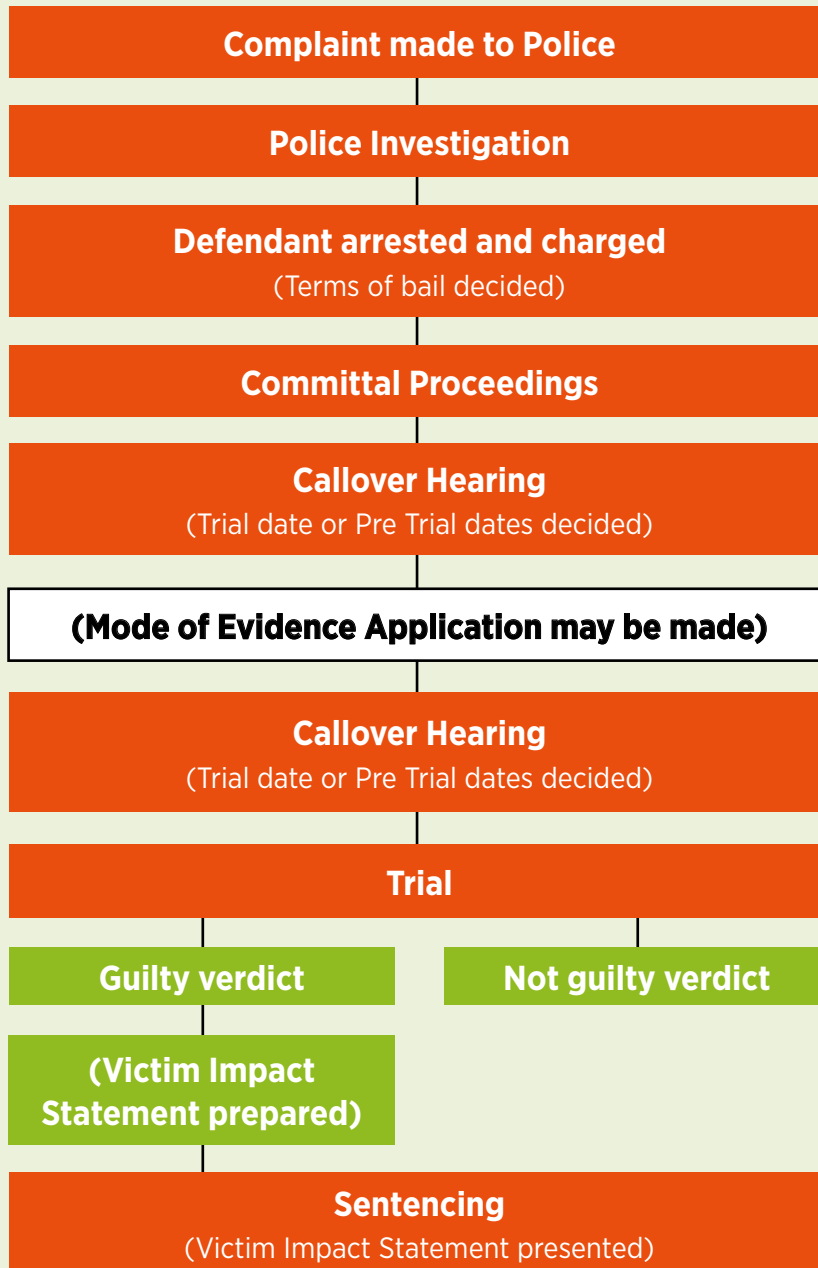 Complaint made to Police
Police Investigation
Defendant arrested and charged
(Terms of bail decided)
Committal Proceedings
Callover Hearing
(Trial date or Pre Trial dates decided)
(Mode of Evidence Application may be made)
Callover Hearing
(Trial date or Pre Trial dates decided)
Trial
Guilty verdict
Not guilty verdict
(Victim Impact
Statement prepared)
Sentencing
(Victim Impact Statement presented)